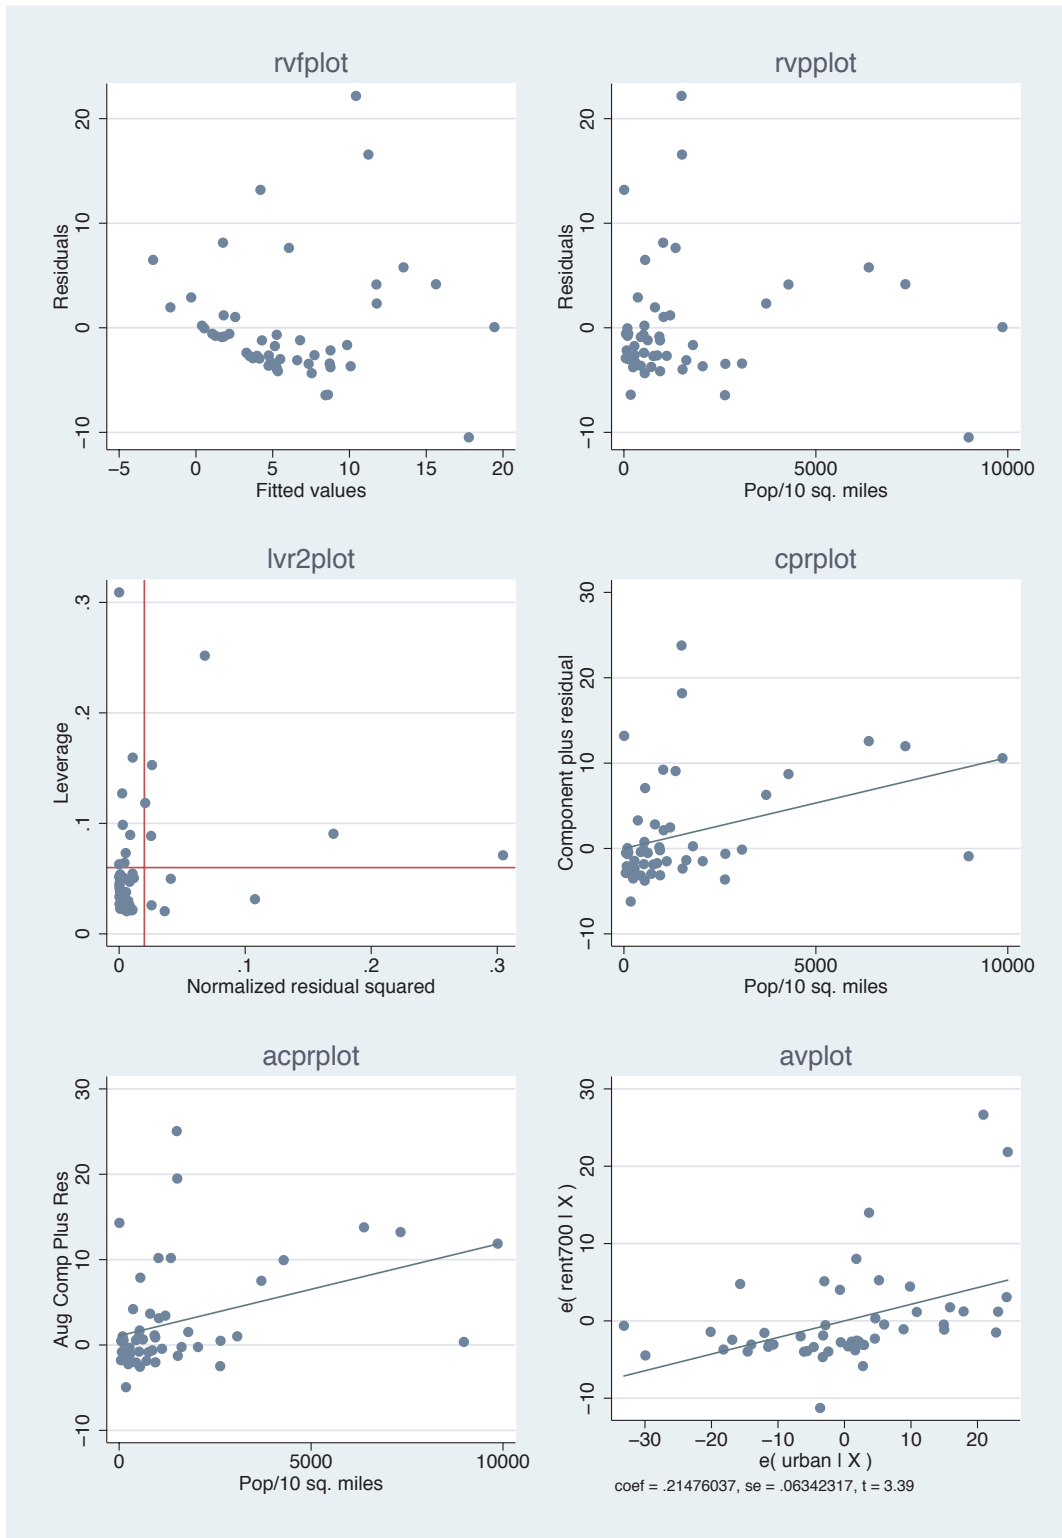 rvfplot
20
10
0
−10
Residuals
−5 0 5 10 15 20
Fitted values
rvpplot
20
10
0
−10
Residuals
0 5000 10000
Pop/10 sq. miles
lvr2plot
.3
.2
.1
0
Leverage
0 .1 .2 .3
Normalized residual squared
cprplot
30
20
10
0
−10
Component plus residual
0 5000 10000
Pop/10 sq. miles
acprplot
30
20
10
0
−10
Aug Comp Plus Res
0 5000 10000
Pop/10 sq. miles
avplot
30
20
10
0
−10
e( rent700 | X )
−30 −20 −10 0 10 20
e( urban | X )
coef = .21476037, se = .06342317, t = 3.39